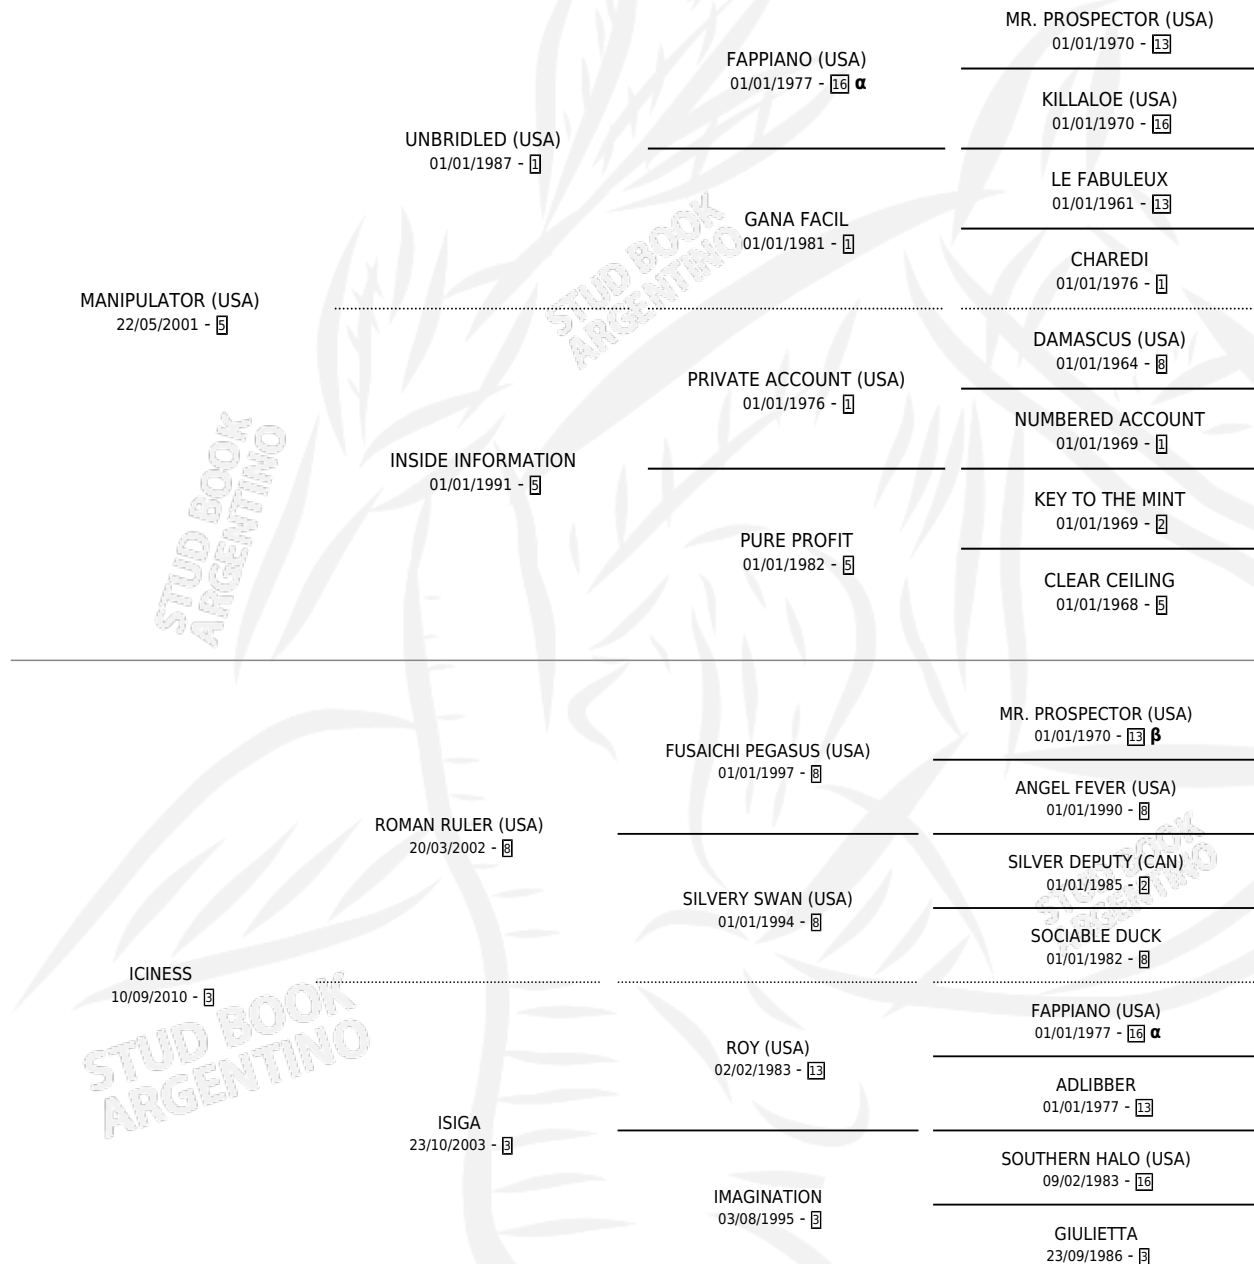 MR. PROSPECTOR (USA)
01/01/1970 - 13
FAPPIANO (USA)
01/01/1977 - 16 α
KILLALOE (USA)
01/01/1970 - 16
UNBRIDLED (USA)
01/01/1987 - 1
LE FABULEUX
01/01/1961 - 13
GANA FACIL
01/01/1981 - 1
CHAREDI
01/01/1976 - 1
MANIPULATOR (USA)
22/05/2001 - 5
DAMASCUS (USA)
01/01/1964 - 8
PRIVATE ACCOUNT (USA)
01/01/1976 - 1
NUMBERED ACCOUNT
01/01/1969 - 1
INSIDE INFORMATION
01/01/1991 - 5
KEY TO THE MINT
01/01/1969 - 2
PURE PROFIT
01/01/1982 - 5
CLEAR CEILING
01/01/1968 - 5
MR. PROSPECTOR (USA)
01/01/1970 - 13 β
FUSAICHI PEGASUS (USA)
01/01/1997 - 8
ANGEL FEVER (USA)
01/01/1990 - 8
ROMAN RULER (USA)
20/03/2002 - 8
SILVER DEPUTY (CAN)
01/01/1985 - 2
SILVERY SWAN (USA)
01/01/1994 - 8
SOCIABLE DUCK
01/01/1982 - 8
ICINESS
10/09/2010 - 3
FAPPIANO (USA)
01/01/1977 - 16 α
ROY (USA)
02/02/1983 - 13
ADLIBBER
01/01/1977 - 13
ISIGA
23/10/2003 - 3
SOUTHERN HALO (USA)
09/02/1983 - 16
IMAGINATION
03/08/1995 - 3
GIULIETTA
23/09/1986 - 3
STUD BOOK
ARGENTINO
STUD BOOK
ARGENTINO
STUD BOOK
ARGENTINO
STUD BOOK
ARGENTINO